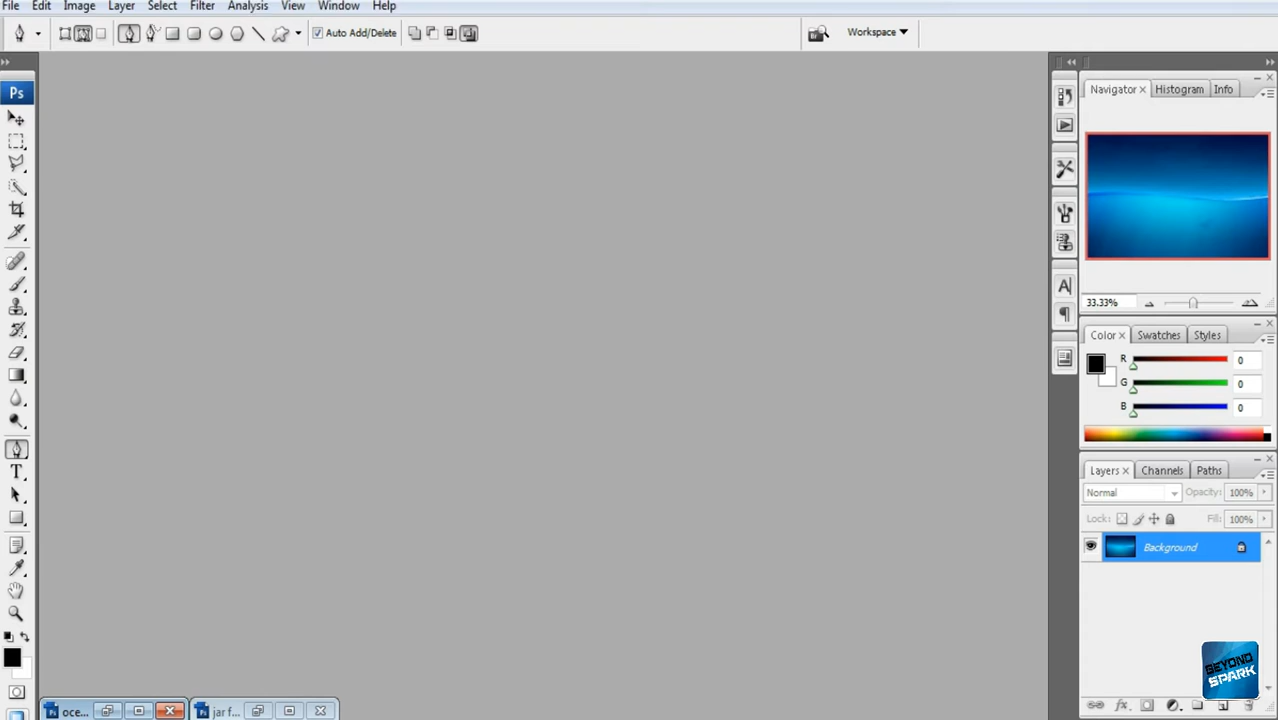 File Edit Image Layer Select Filter Analysis View Window Help
Auto Add/Delete
Workspace
Ps
Navigator Histogram Info
33.33%
Color Swatches Styles
R 0
G 0
B 0
Layers Channels Paths
Normal Opacity: 100%
Lock: Fill: 100%
Background
BEYOND
SPARK
Ps oce...
Ps jar f...